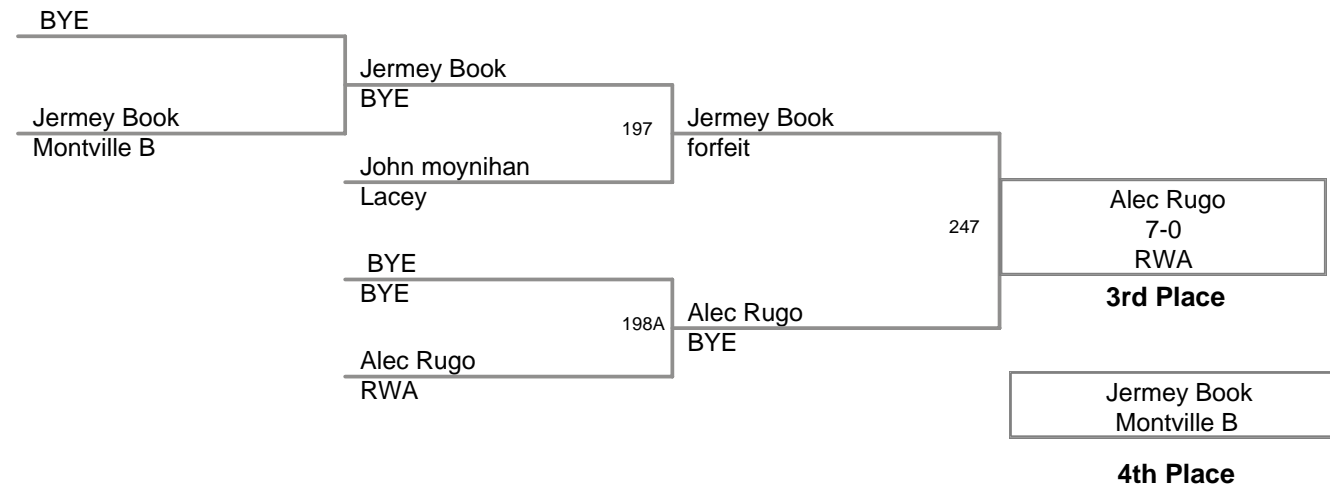 BYE
Jermey Book
Montville B
Jermey Book
BYE
197
John moynihan
Lacey
BYE
BYE
198A
Alec Rugo
RWA
Jermey Book
forfeit
247
Alec Rugo
BYE
Alec Rugo
7-0
RWA
3rd Place
Jermey Book
Montville B
4th Place